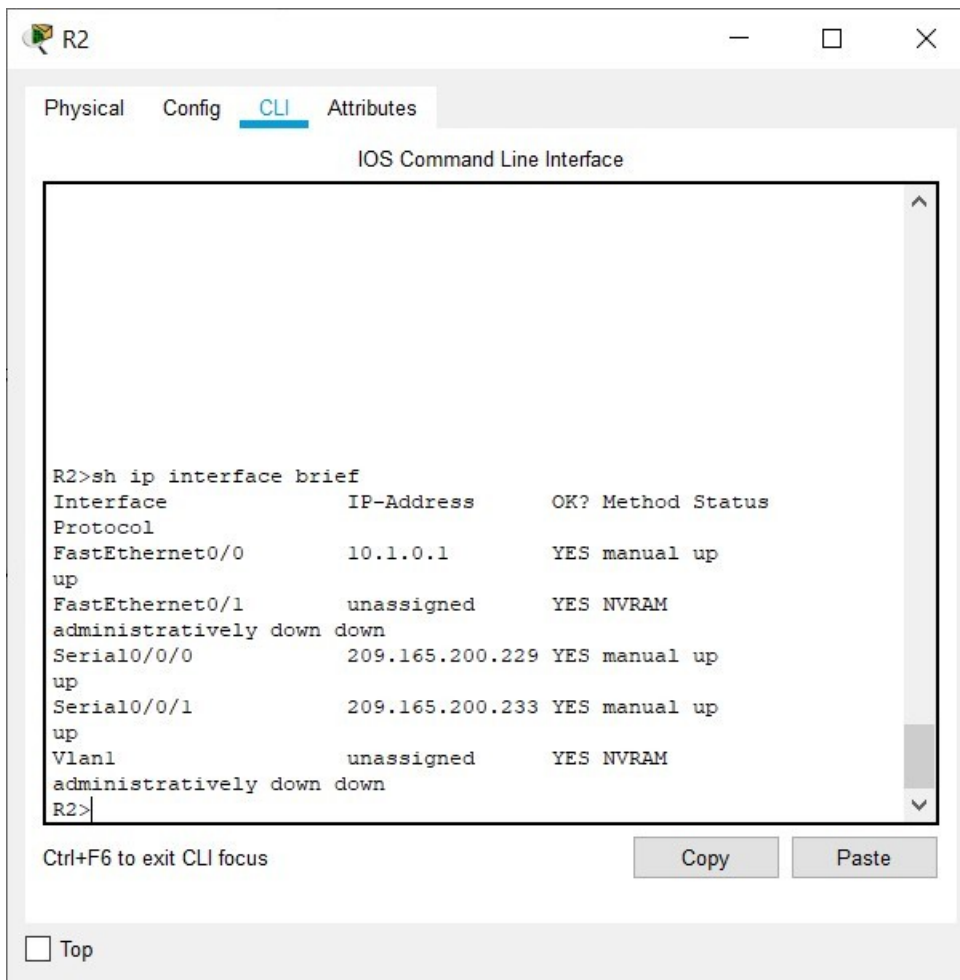 R2
Physical Config CLI Attributes
IOS Command Line Interface
R2>sh ip interface brief
Interface IP-Address OK? Method Status
Protocol
FastEthernet0/0 10.1.0.1 YES manual up
up
FastEthernet0/1 unassigned YES NVRAM
administratively down down
Serial0/0/0 209.165.200.229 YES manual up
up
Serial0/0/1 209.165.200.233 YES manual up
up
Vlan1 unassigned YES NVRAM
administratively down down
R2>
Ctrl+F6 to exit CLI focus Copy Paste
Top